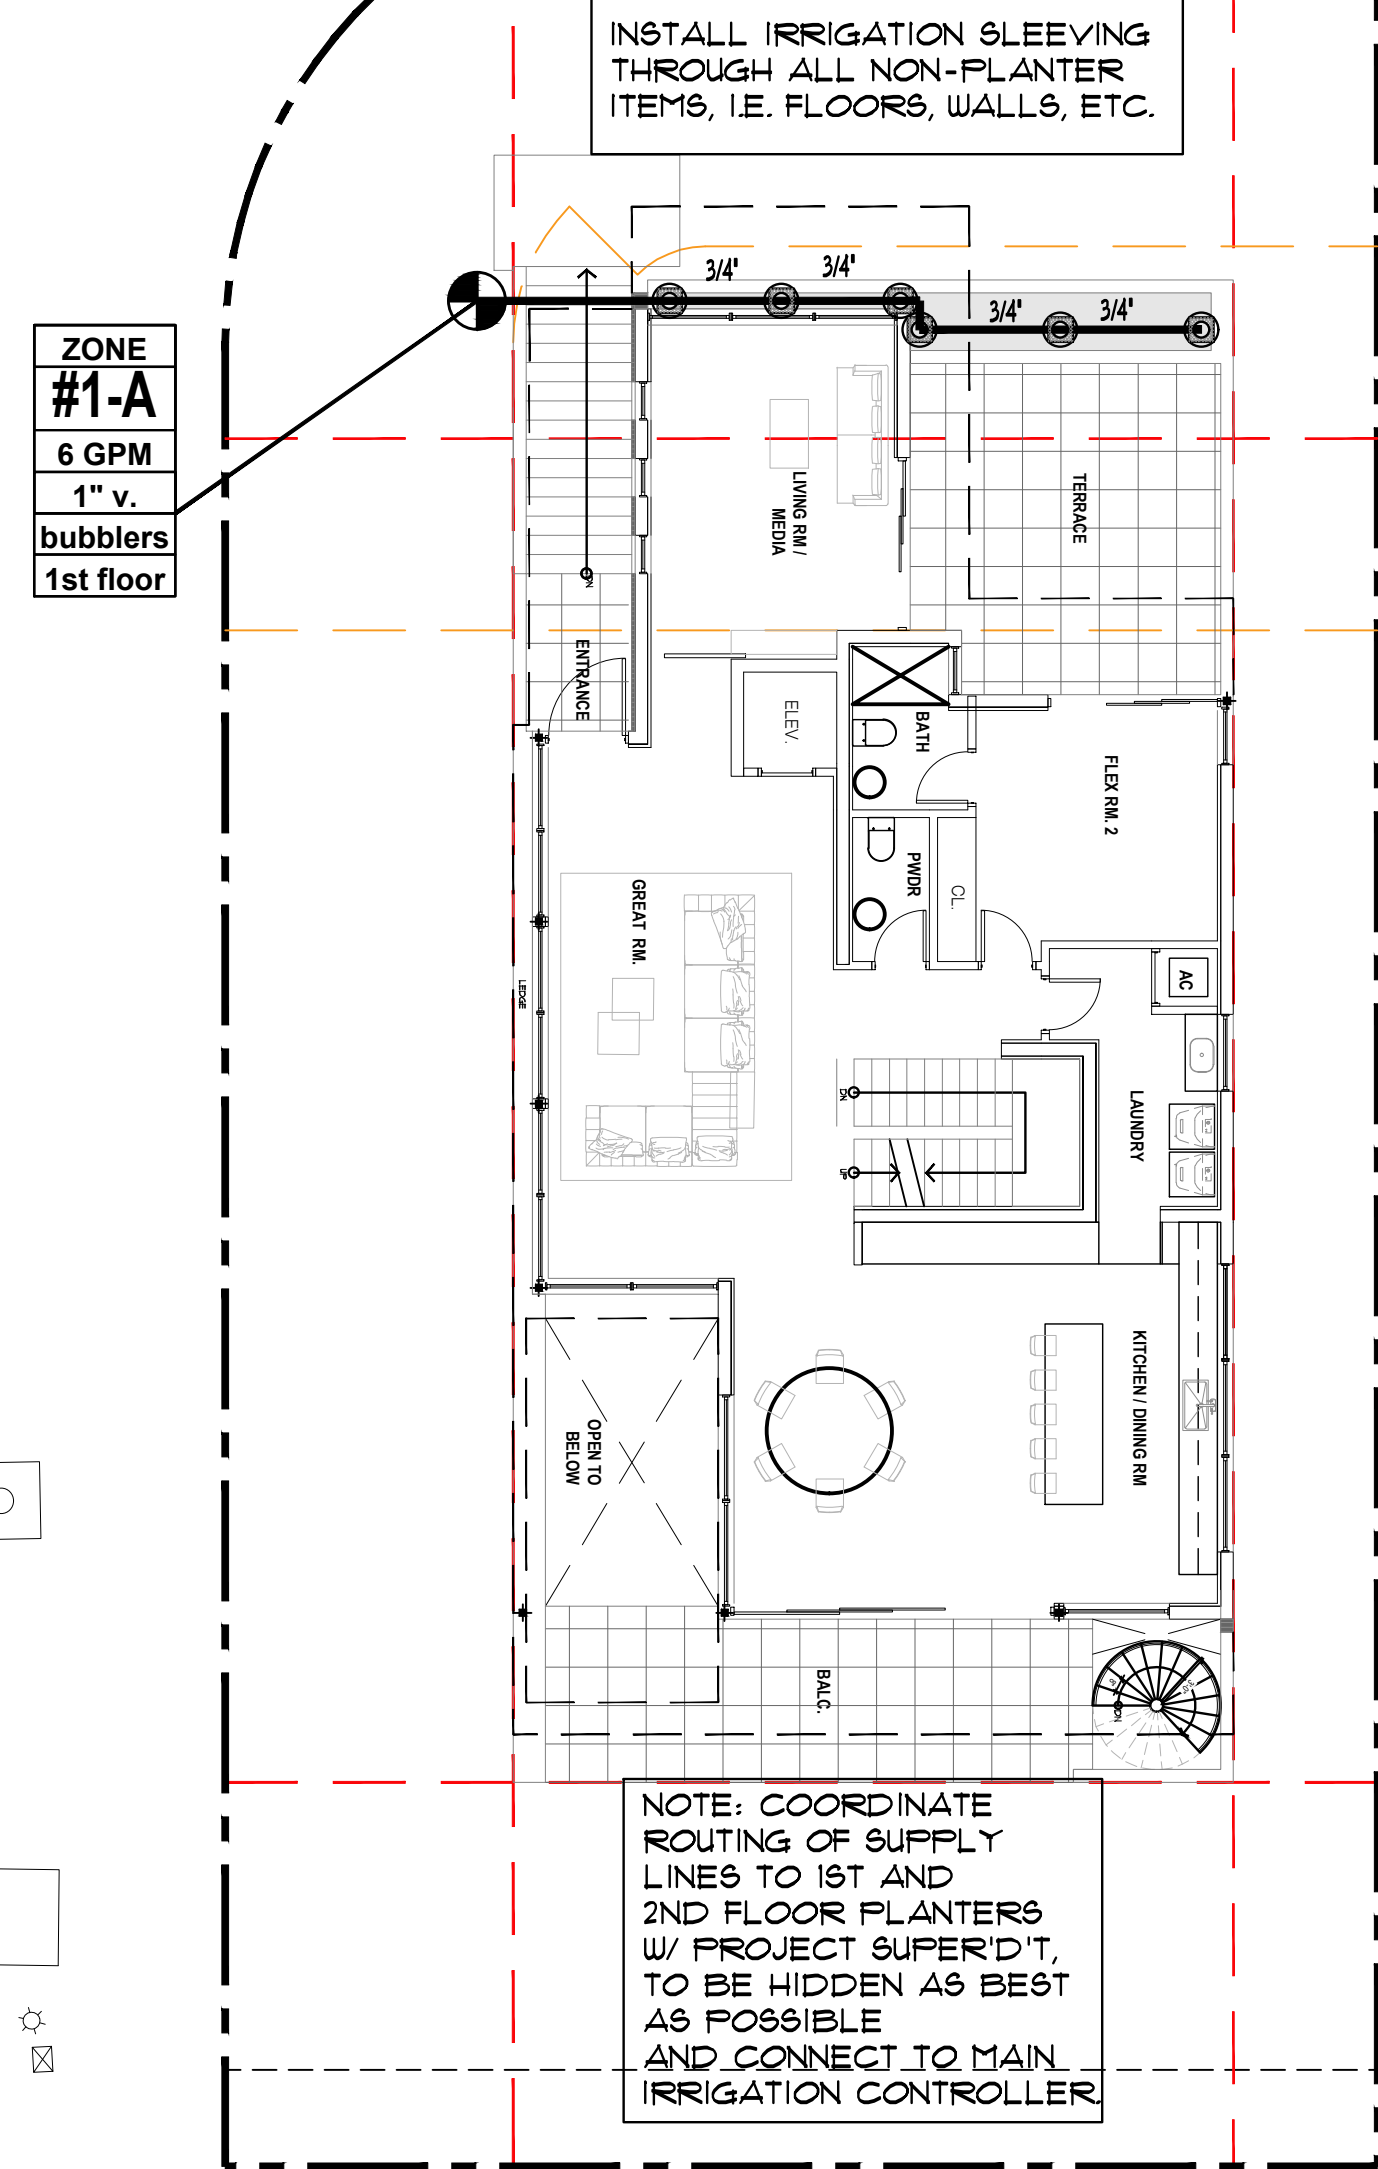 INSTALL IRRIGATION SLEEVING
THROUGH ALL NON-PLANTER
ITEMS, I.E. FLOORS, WALLS, ETC.
3/4"
3/4"
3/4"
3/4"
ZONE
#1-A
6 GPM
1" v.
bubblers
1st floor
LIVING RM /
MEDIA
TERRACE
DN
ENTRANCE
ELEV.
BATH
FLEX RM. 2
PWDR
CL.
GREAT RM.
LEDGE
AC
DN
UP
LAUNDRY
KITCHEN / DINING RM
OPEN TO
BELOW
BALC.
DN
NOTE: COORDINATE
ROUTING OF SUPPLY
LINES TO 1ST AND
2ND FLOOR PLANTERS
W/ PROJECT SUPER'D'T,
TO BE HIDDEN AS BEST
AS POSSIBLE
AND CONNECT TO MAIN
IRRIGATION CONTROLLER.